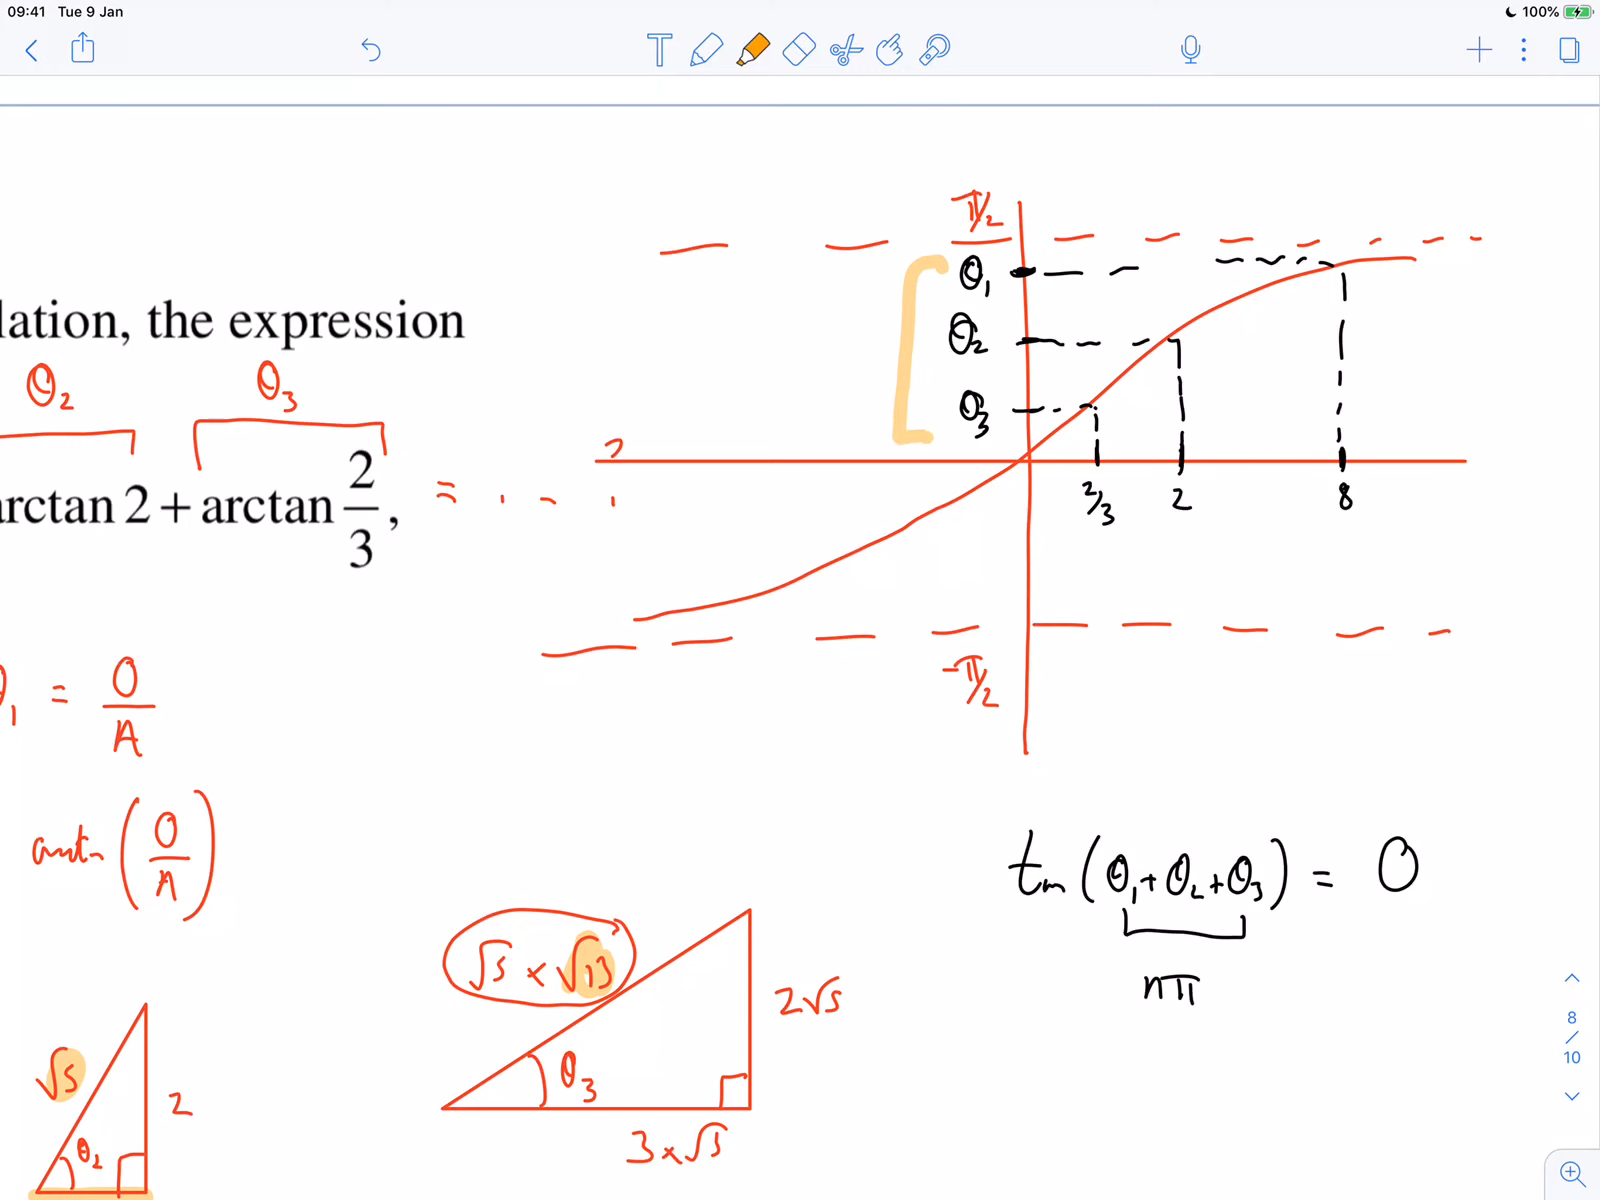 09:41 Tue 9 Jan
100%
T
π/2
θ1
θ2
θ3
2/3
2
8
-π/2
lation, the expression
θ2
θ3
arctan 2 + arctan 2/3, = . - .
θ1 = O/A
arctn (O/A)
tan (θ1 + θ2 + θ3) = 0
nπ
√5 × √13
2√5
θ3
3 × √5
√5
2
θ2
8
/
10